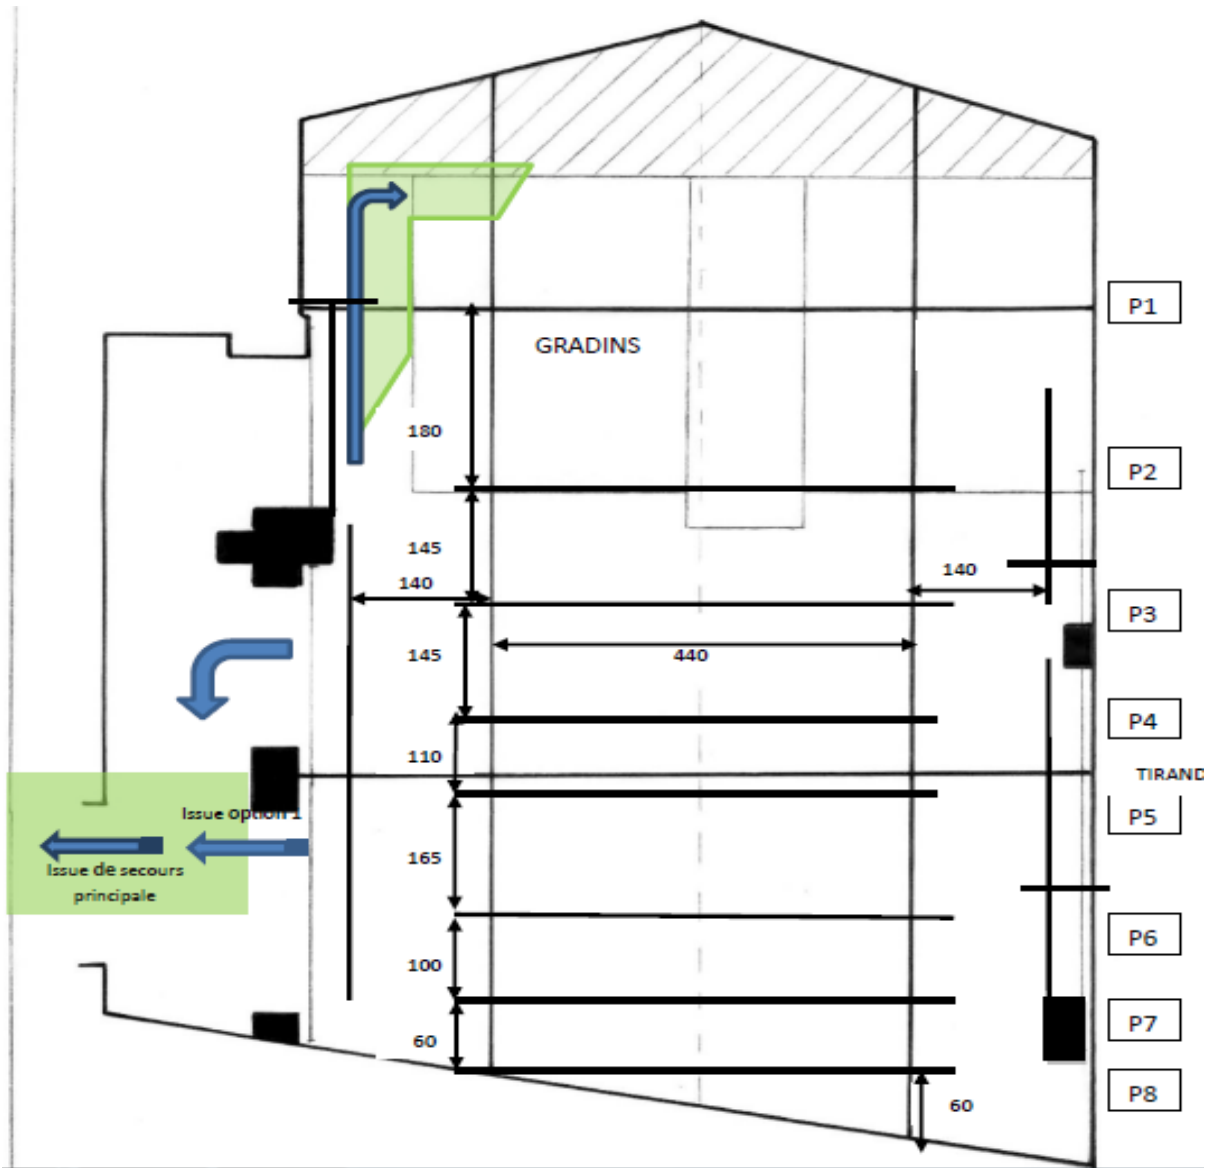 P1
GRADINS
180
P2
145
140
140
P3
145
440
P4
110
TIRAND
Issue option 1
P5
165
Issue de secours
principale
P6
100
P7
60
P8
60